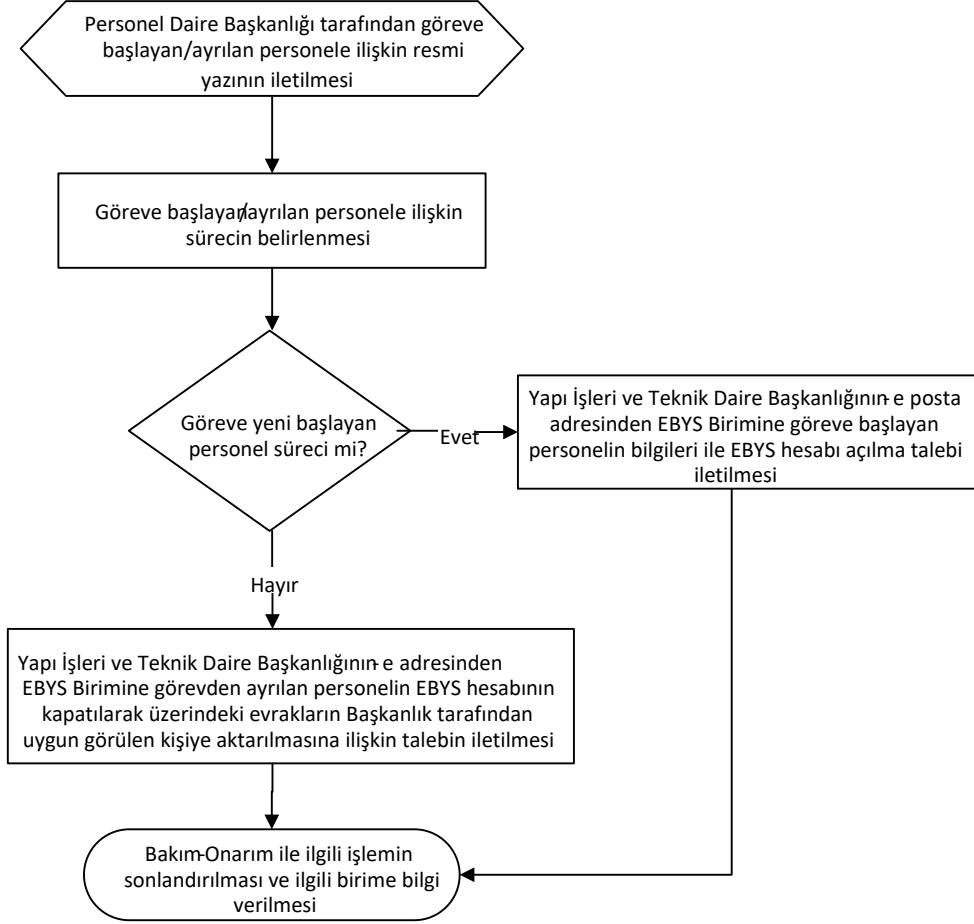 Personel Daire Başkanlığı tarafından göreve
başlayan/ayrılan personele ilişkin resmi
yazının iletilmesi
Göreve başlayan/ayrılan personele ilişkin
sürecin belirlenmesi
Göreve yeni başlayan
personel süreci mi?
Evet
Yapı İşleri ve Teknik Daire Başkanlığının e-posta
adresinden EBYS Birimine göreve başlayan
personelin bilgileri ile EBYS hesabı açılma talebi
iletilmesi
Hayır
Yapı İşleri ve Teknik Daire Başkanlığının e- adresinden
EBYS Birimine görevden ayrılan personelin EBYS hesabının
kapatılarak üzerindeki evrakların Başkanlık tarafından
uygun görülen kişiye aktarılmasına ilişkin talebin iletilmesi
Bakım-Onarım ile ilgili işlemin
sonlandırılması ve ilgili birime bilgi
verilmesi